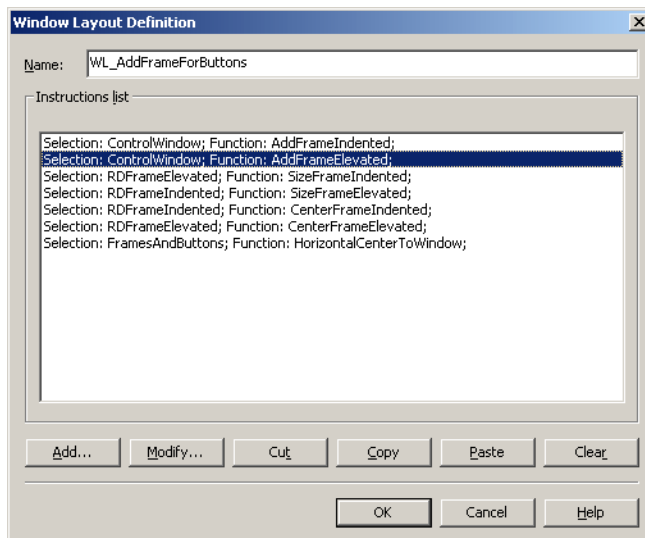 Window Layout Definition
Name: WL_AddFrameForButtons
Instructions list
Selection: ControlWindow; Function: AddFrameIndented;
Selection: ControlWindow; Function: AddFrameElevated;
Selection: RDFrameElevated; Function: SizeFrameIndented;
Selection: RDFrameIndented; Function: SizeFrameElevated;
Selection: RDFrameIndented; Function: CenterFrameIndented;
Selection: RDFrameElevated; Function: CenterFrameElevated;
Selection: FramesAndButtons; Function: HorizontalCenterToWindow;
Add... Modify... Cut Copy Paste Clear
OK Cancel Help